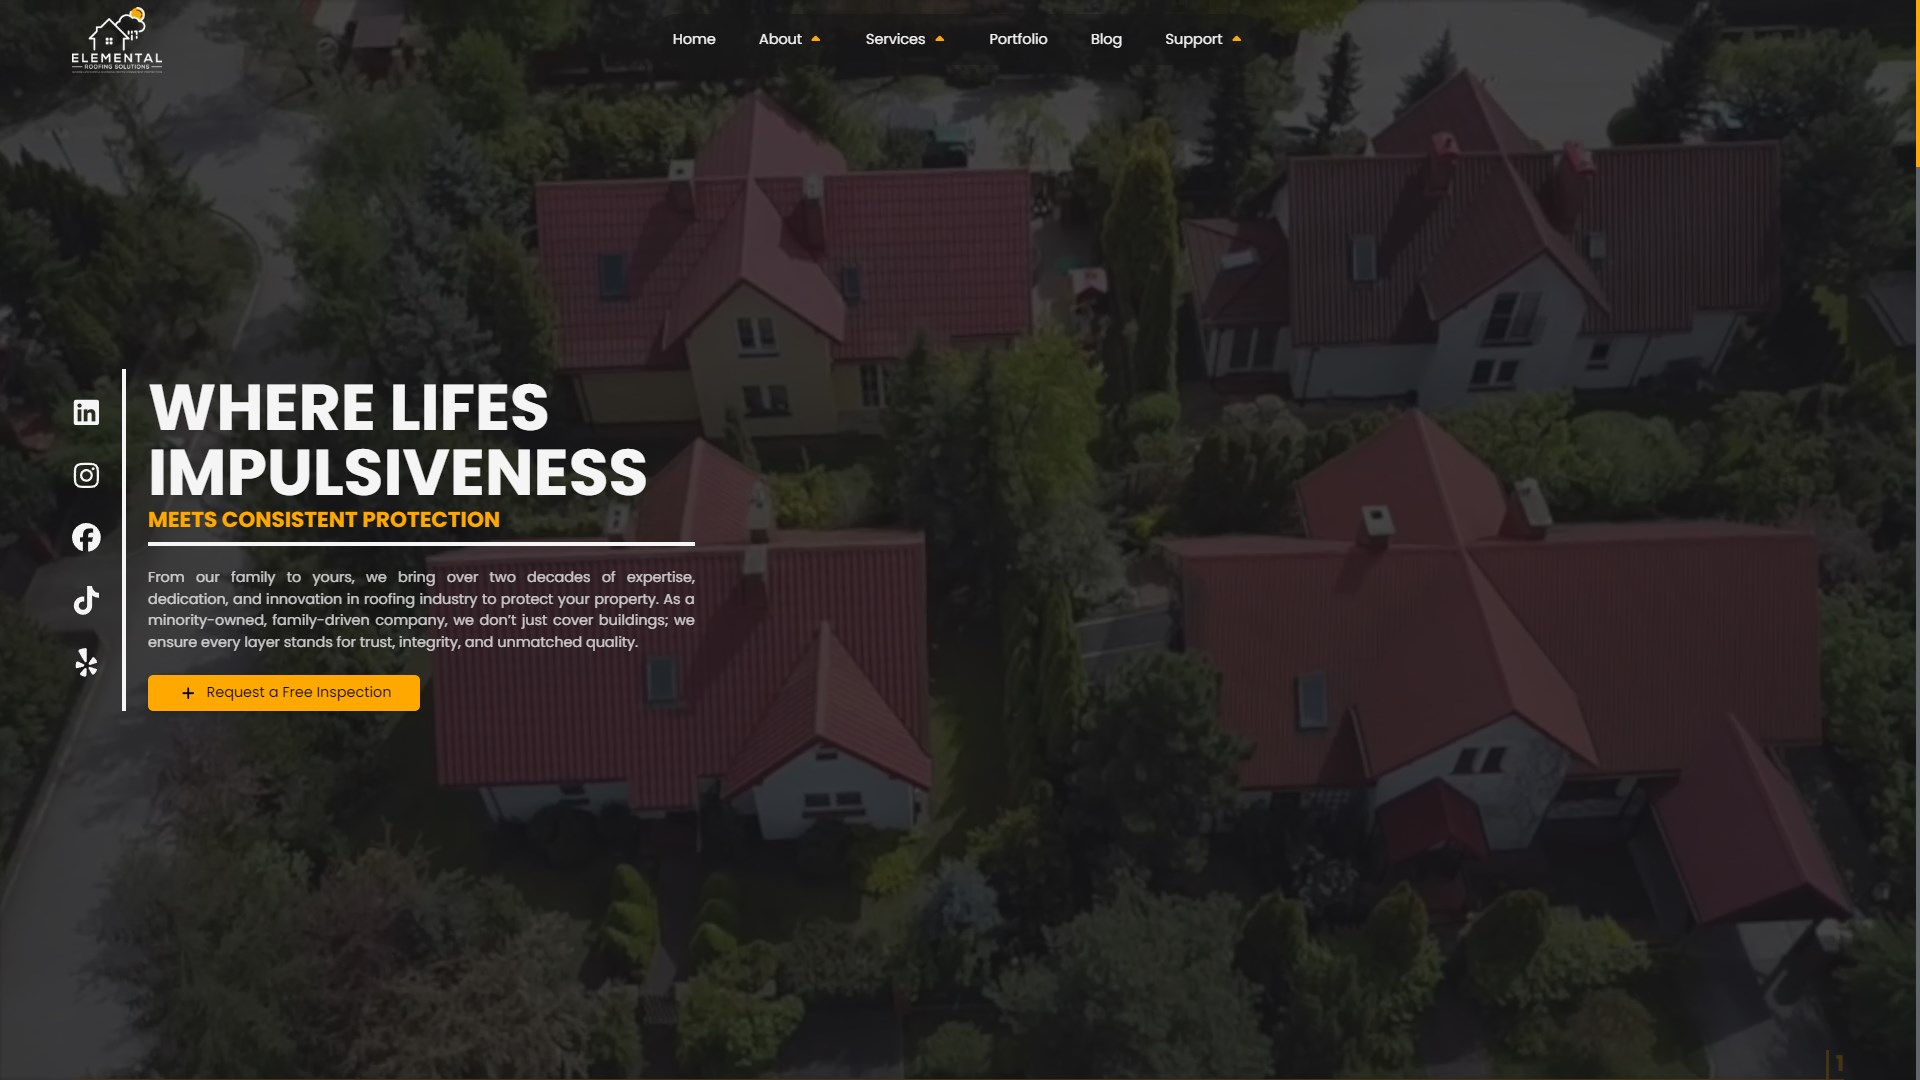 ELEMENTAL
ROOFING SOLUTIONS
Home
About
Services
Portfolio
Blog
Support
WHERE LIFES
IMPULSIVENESS
MEETS CONSISTENT PROTECTION
From our family to yours, we bring over two decades of expertise,
dedication, and innovation in roofing industry to protect your property. As a
minority-owned, family-driven company, we don’t just cover buildings; we
ensure every layer stands for trust, integrity, and unmatched quality.
Request a Free Inspection
1